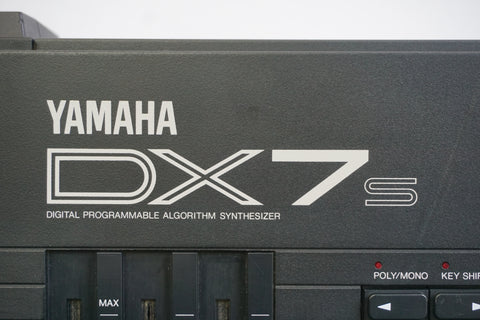 YAMAHA
DX7s
DIGITAL PROGRAMMABLE ALGORITHM SYNTHESIZER
POLY/MONO
MAX